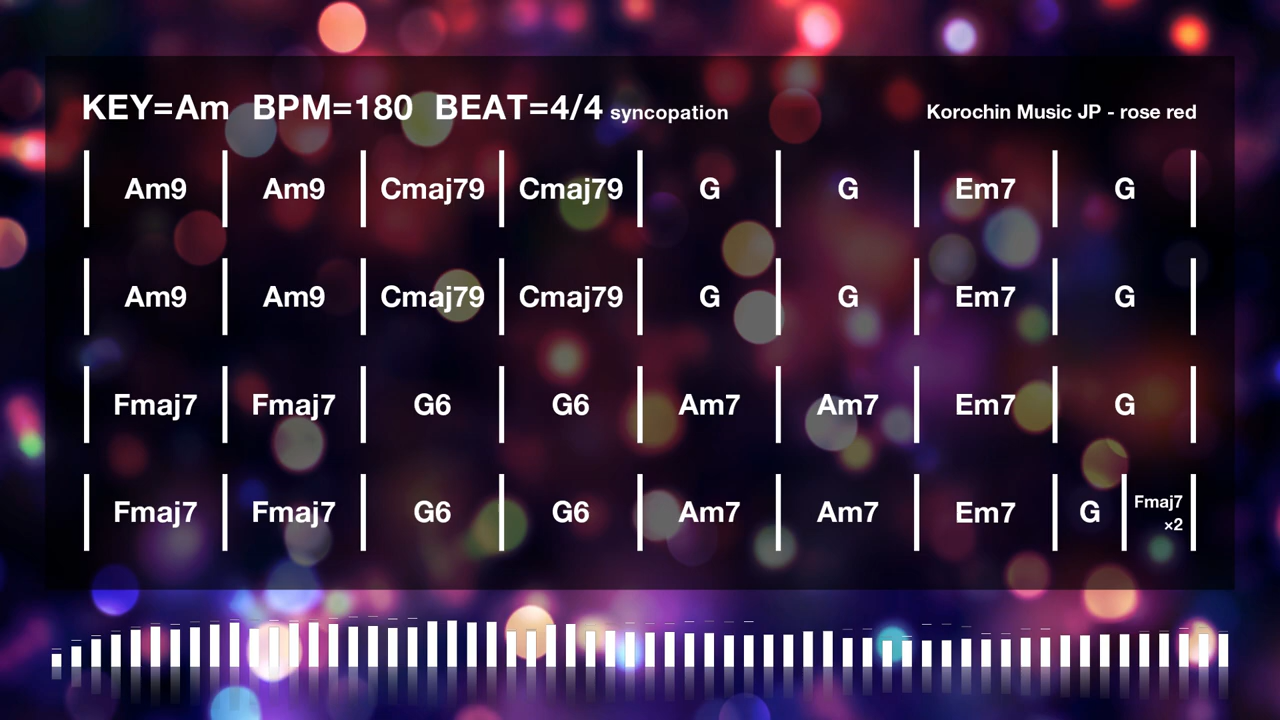 KEY=Am BPM=180 BEAT=4/4 syncopation Korochin Music JP - rose red
Am9 Am9 Cmaj79 Cmaj79 G G Em7 G
Am9 Am9 Cmaj79 Cmaj79 G G Em7 G
Fmaj7 Fmaj7 G6 G6 Am7 Am7 Em7 G
Fmaj7 Fmaj7 G6 G6 Am7 Am7 Em7 G Fmaj7
×2